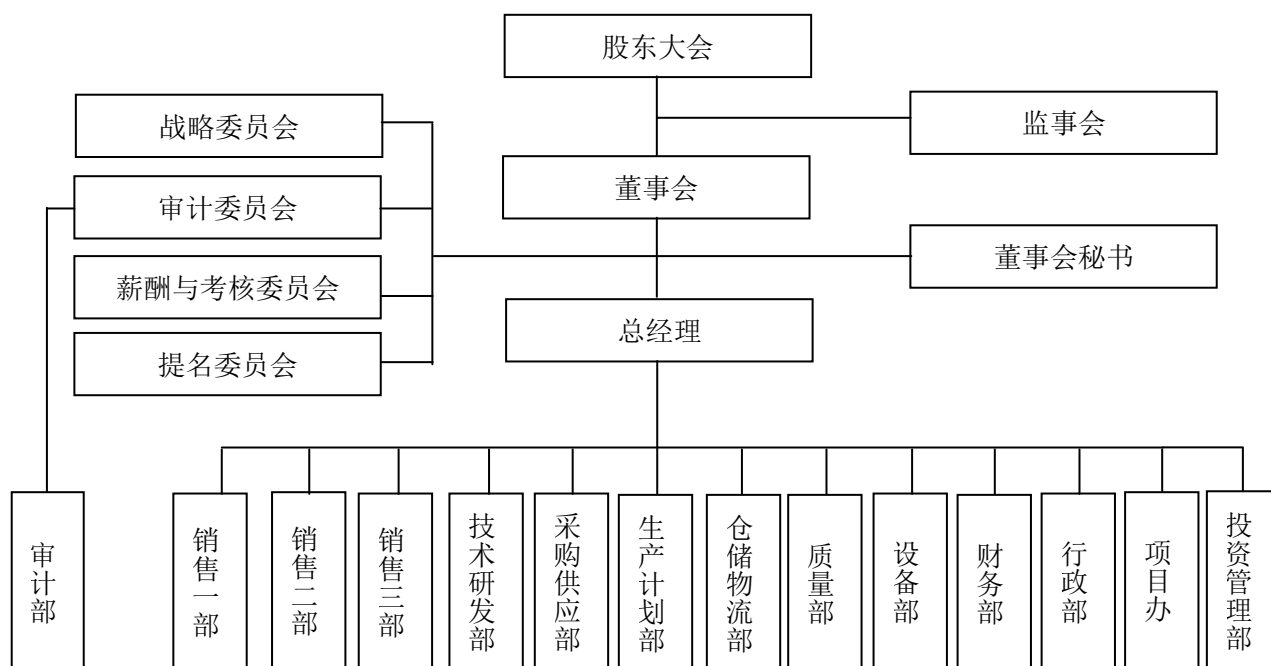 股东大会
战略委员会
监事会
董事会
审计委员会
董事会秘书
薪酬与考核委员会
总经理
提名委员会
审计部
销售一部
销售二部
销售三部
技术研发部
采购供应部
生产计划部
仓储物流部
质量部
设备部
财务部
行政部
项目办
投资管理部